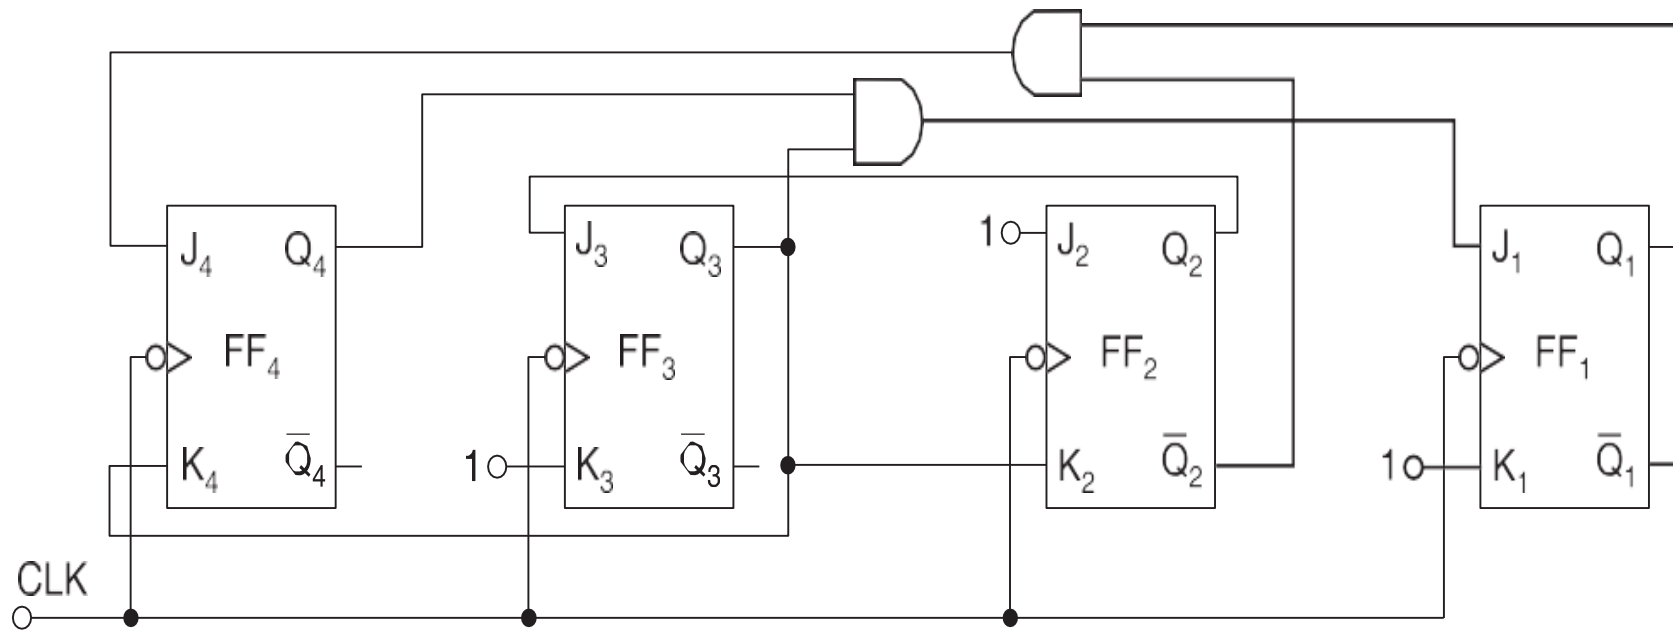 1
J₄ Q₄
J₃ Q₃
J₂ Q₂
J₁ Q₁
FF₄
FF₃
FF₂
FF₁
K₄ Q̅₄
1
K₃ Q̅₃
K₂ Q̅₂
1
K₁ Q̅₁
CLK